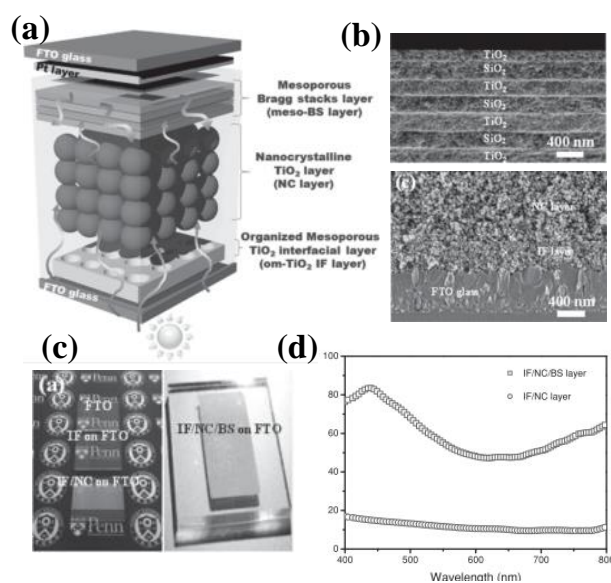 (a)
FTO glass
Pt layer
Mesoporous
Bragg stacks layer
(meso-BS layer)
Nanocrystalline
TiO₂ layer
(NC layer)
Organized Mesoporous
TiO₂ interfacial layer
(om-TiO₂ IF layer)
FTO glass
(b)
TiO₂
SiO₂
TiO₂
SiO₂
TiO₂
SiO₂
TiO₂
400 nm
(c)
NC layer
IF layer
FTO glass
400 nm
(c)
(a)
Penn
FTO
IF on FTO
IF/NC on FTO
Penn
IF/NC/BS on FTO
(d)
100
80
60
40
20
0
IF/NC/BS layer
IF/NC layer
400
500
600
700
800
Wavelength (nm)